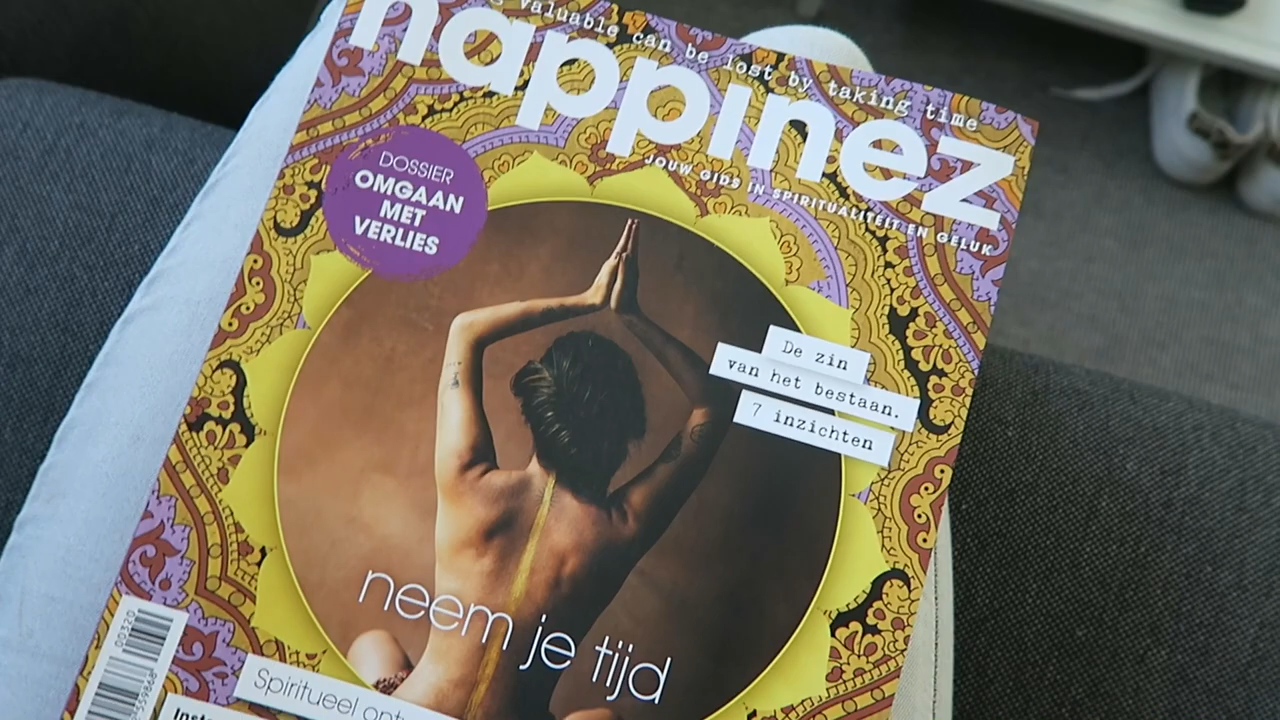 valuable can be lost by taking time
happinez
JOUW GIDS IN SPIRITUALITEIT EN GELUK
DOSSIER
OMGAAN
MET
VERLIES
De zin
van het bestaan.
7 inzichten
neem je tijd
Spiritueel
00320